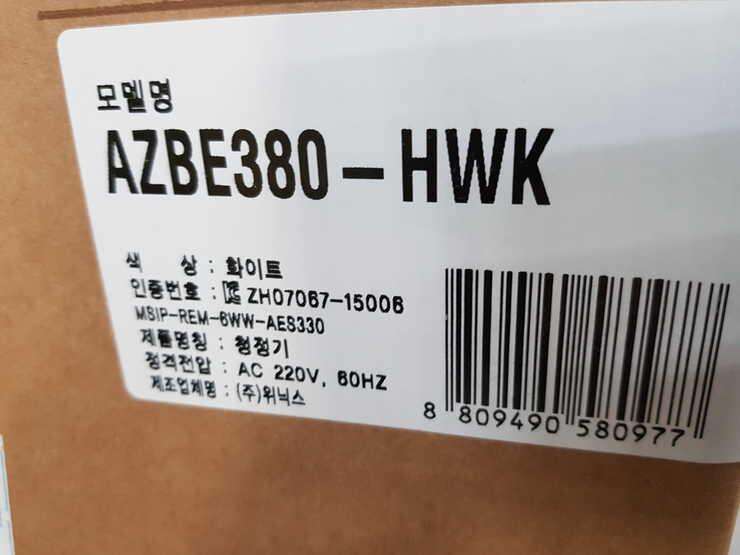 모델명
AZBE380-HWK
색 상 : 화이트
인증번호 : ZH07067-15006
MSIP-REM-6WW-AES330
제품명칭 : 청정기
정격전압 : AC 220V, 60HZ
제조업체명 : (주)위닉스
8 809490 580977